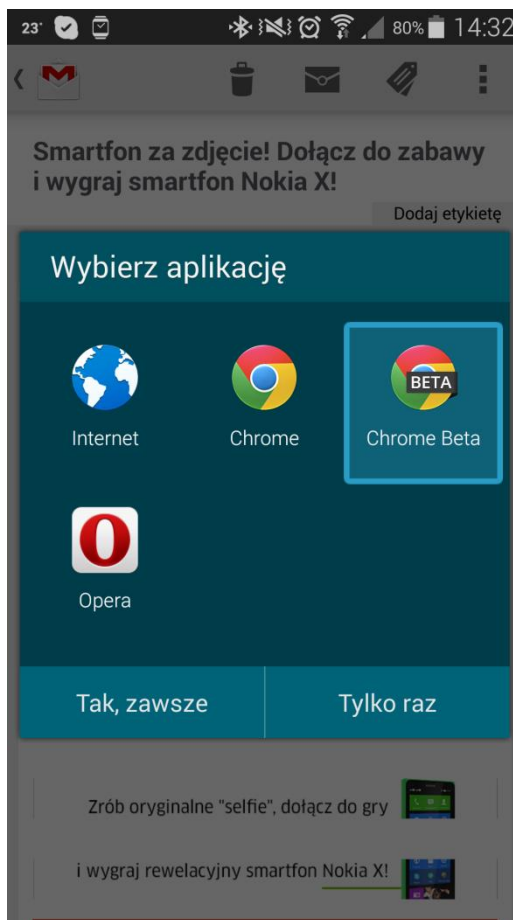 23° 80% 14:32
Smartfon za zdjęcie! Dołącz do zabawy
i wygraj smartfon Nokia X!
Dodaj etykietę
Wybierz aplikację
BETA
Internet Chrome Chrome Beta
Opera
Tak, zawsze Tylko raz
Zrób oryginalne "selfie", dołącz do gry
i wygraj rewelacyjny smartfon Nokia X!